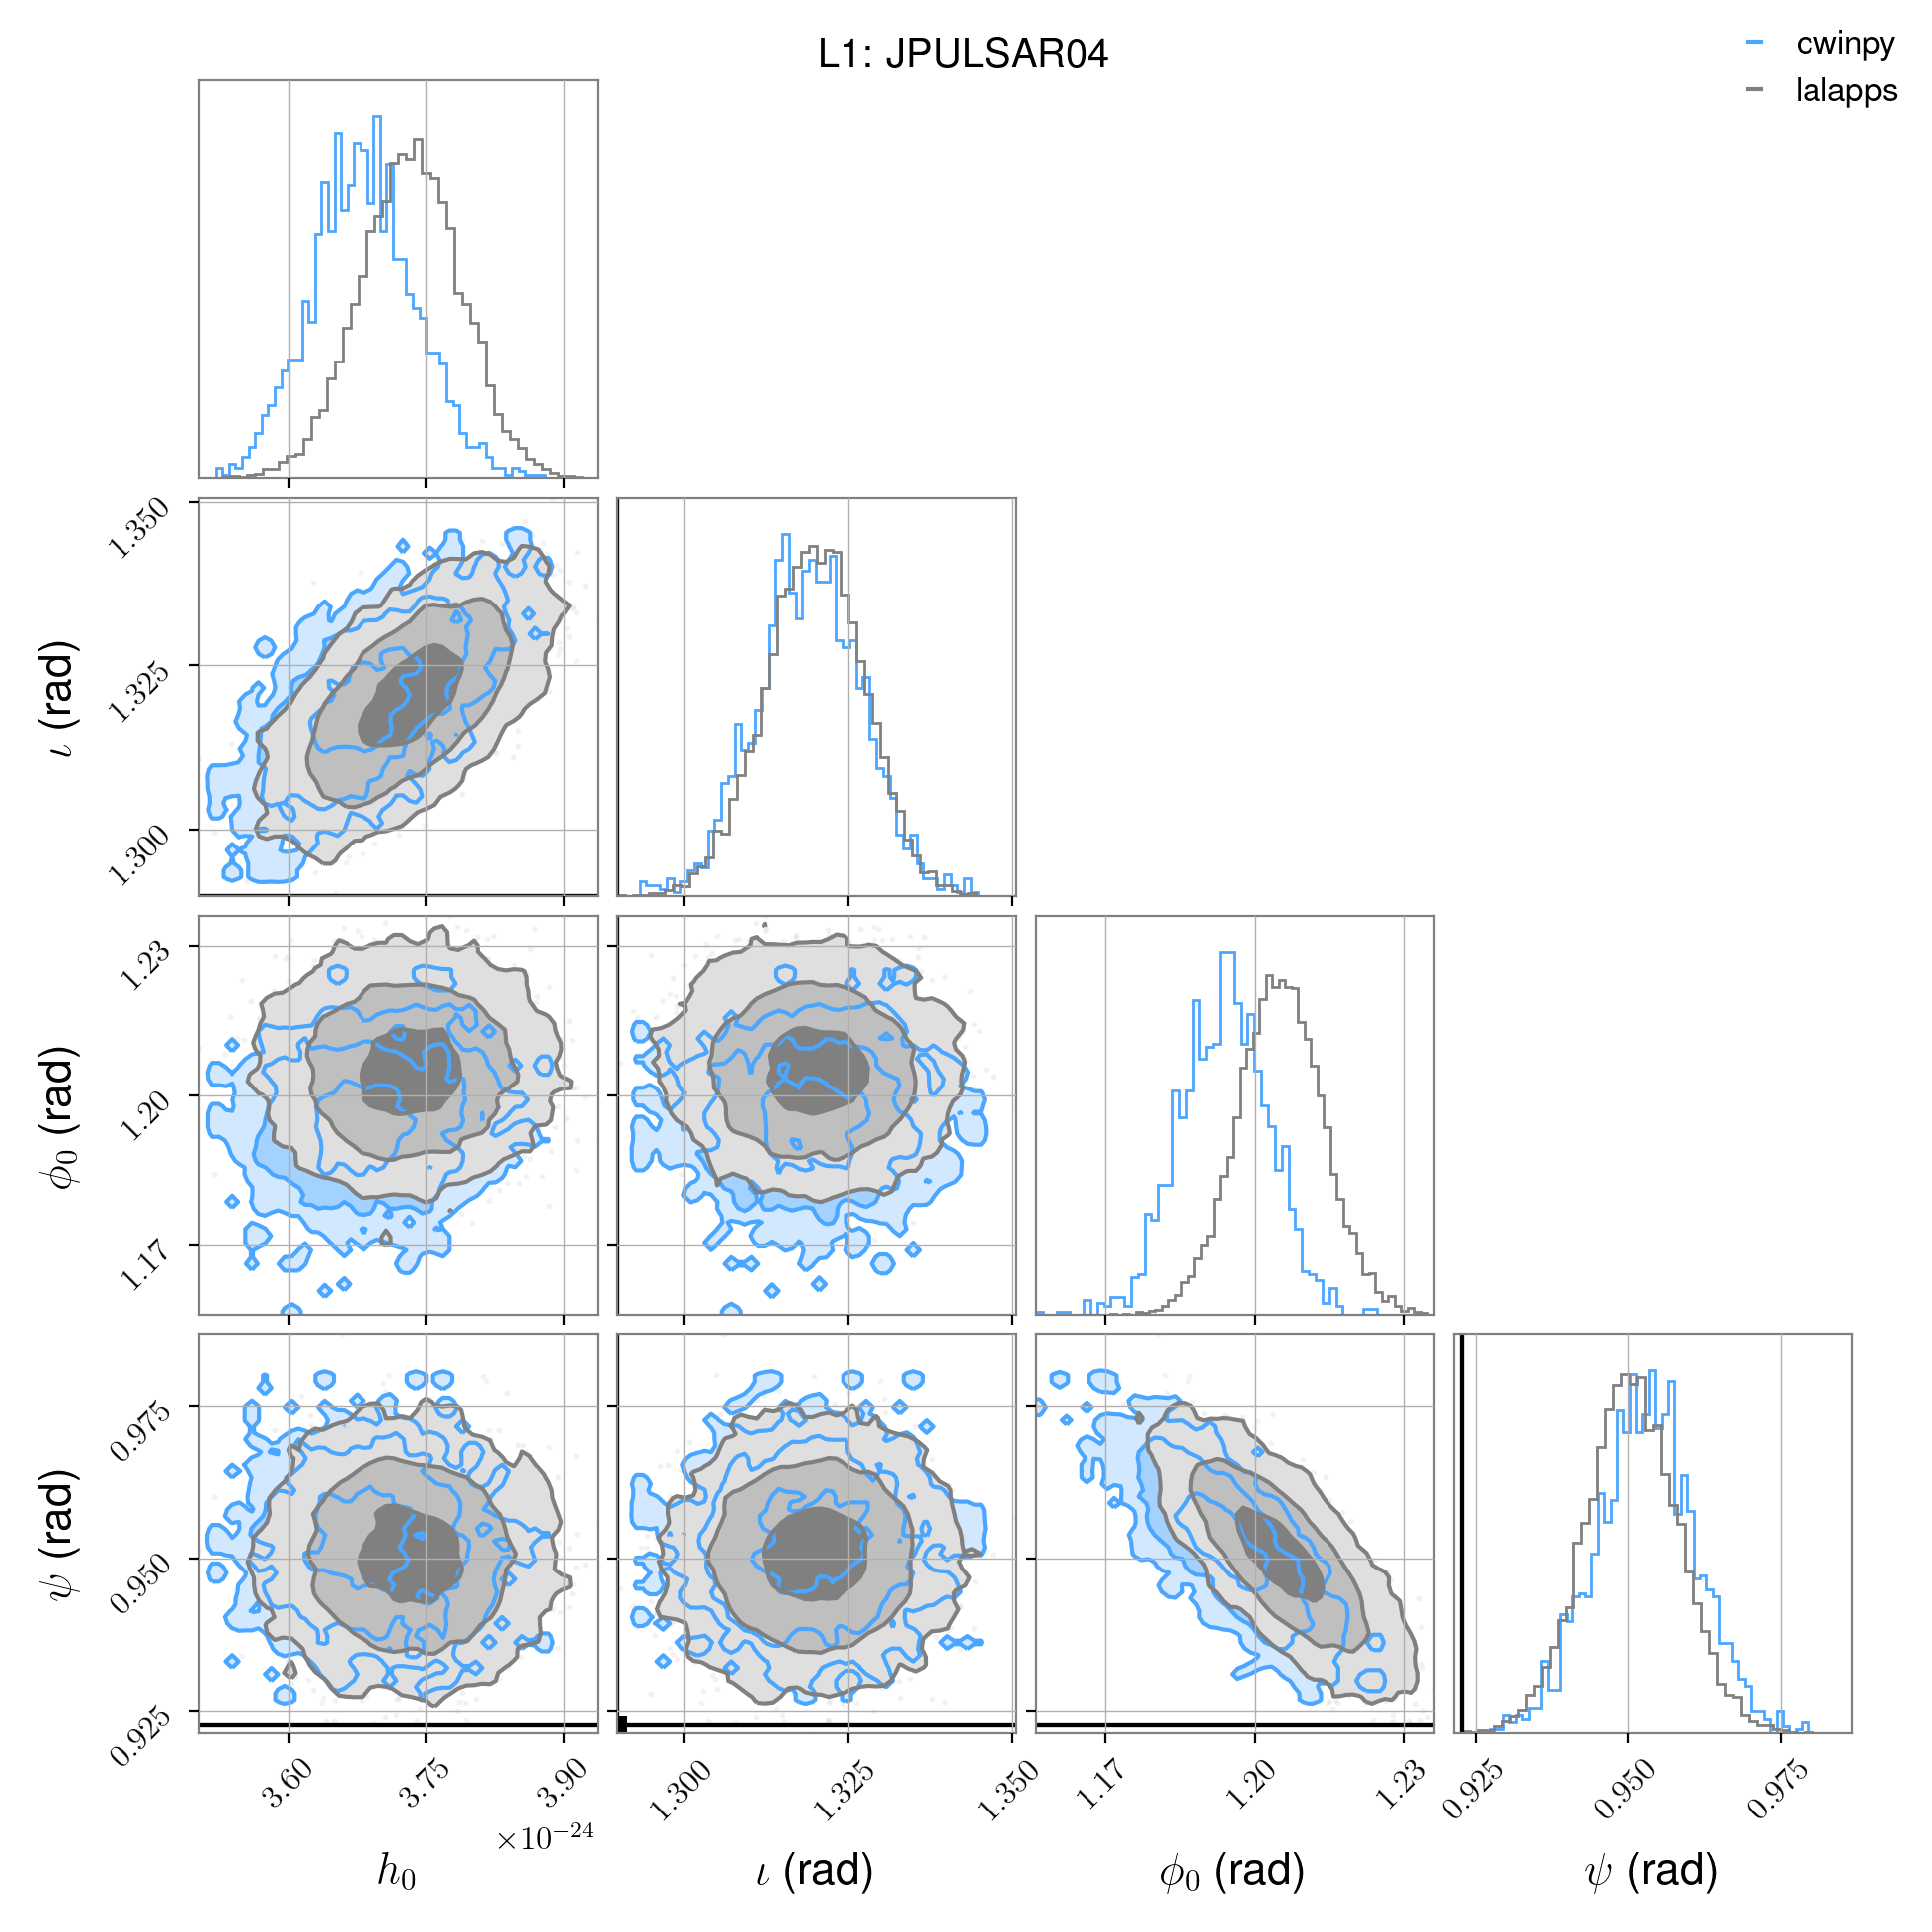 L1: JPULSAR04
cwinpy
lalapps
1.350
1.325
1.300
ι (rad)
1.23
1.20
1.17
ϕ₀ (rad)
0.975
0.950
0.925
ψ (rad)
3.60 3.75 3.90
×10⁻²⁴
h₀
1.300 1.325 1.350
ι (rad)
1.17 1.20 1.23
ϕ₀ (rad)
0.925 0.950 0.975
ψ (rad)